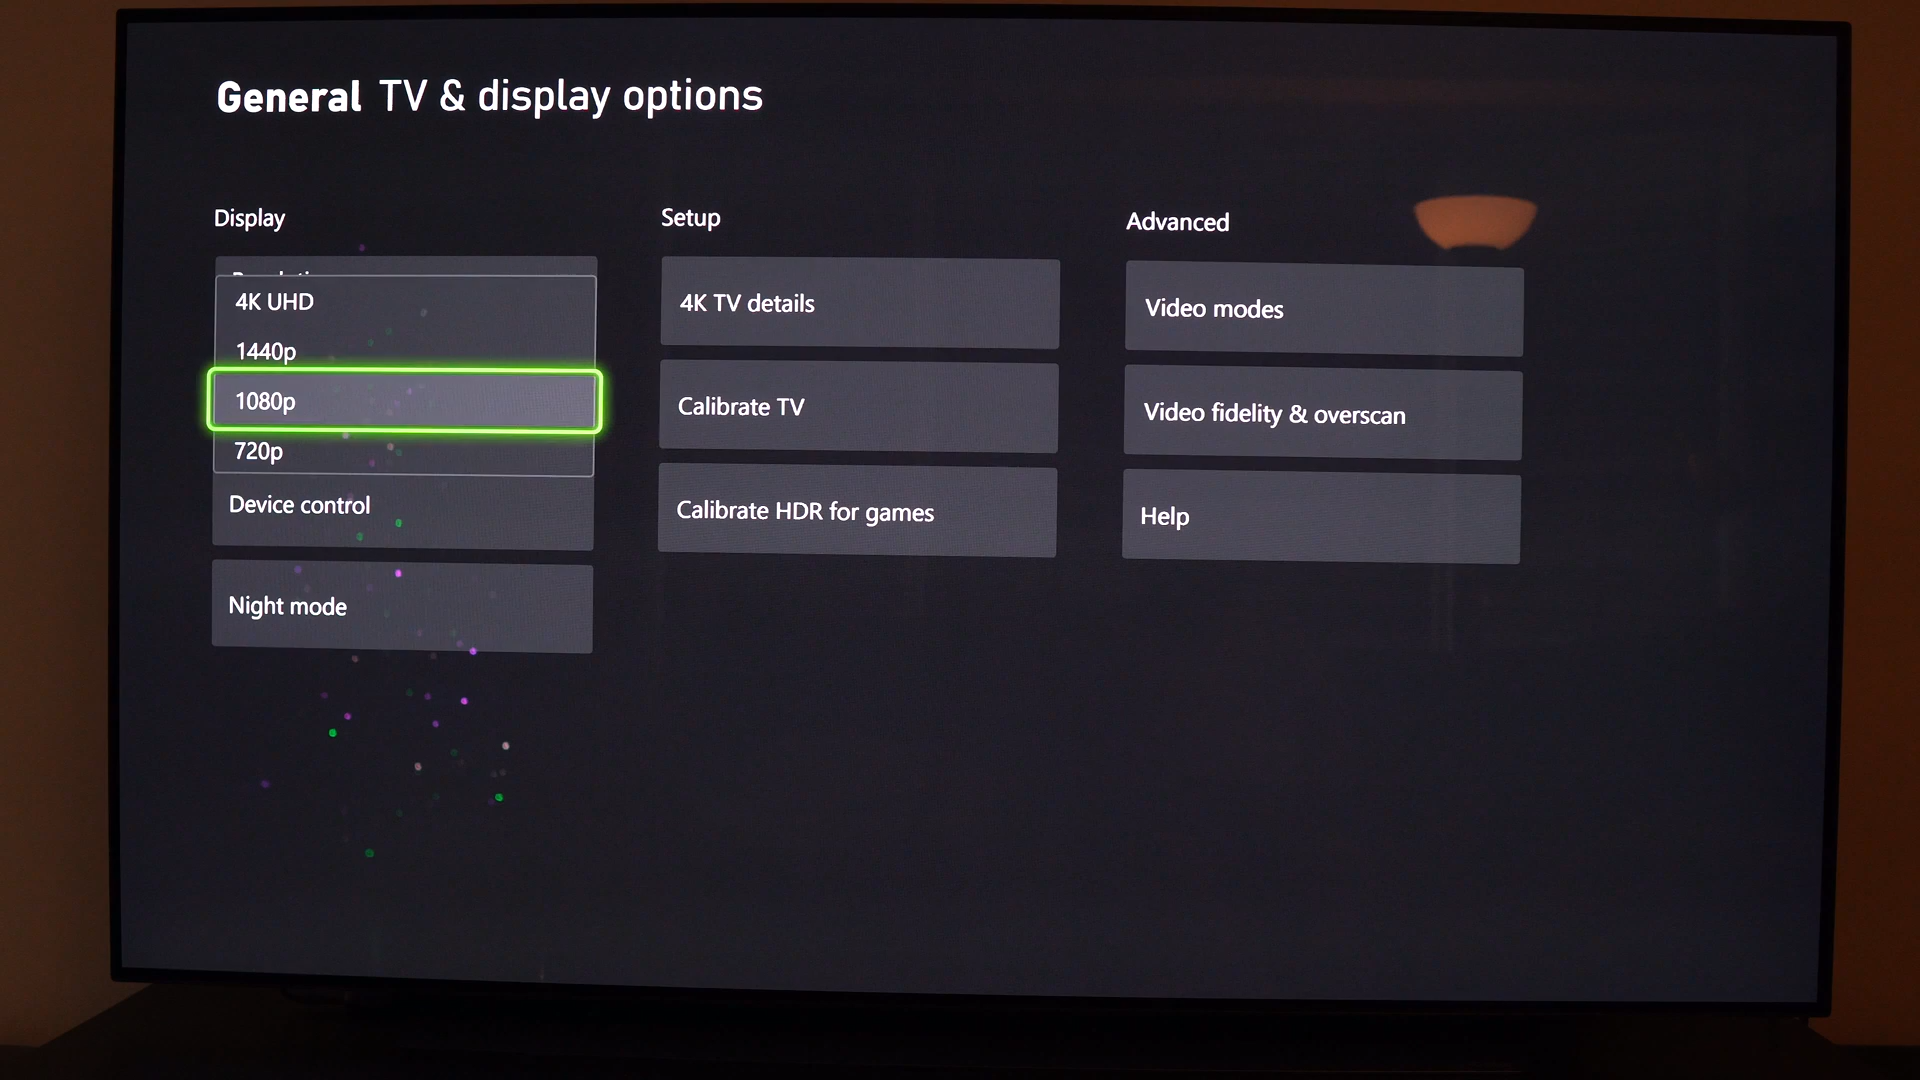 General TV & display options
Display
4K UHD
1440p
1080p
720p
Device control
Night mode
Setup
4K TV details
Calibrate TV
Calibrate HDR for games
Advanced
Video modes
Video fidelity & overscan
Help